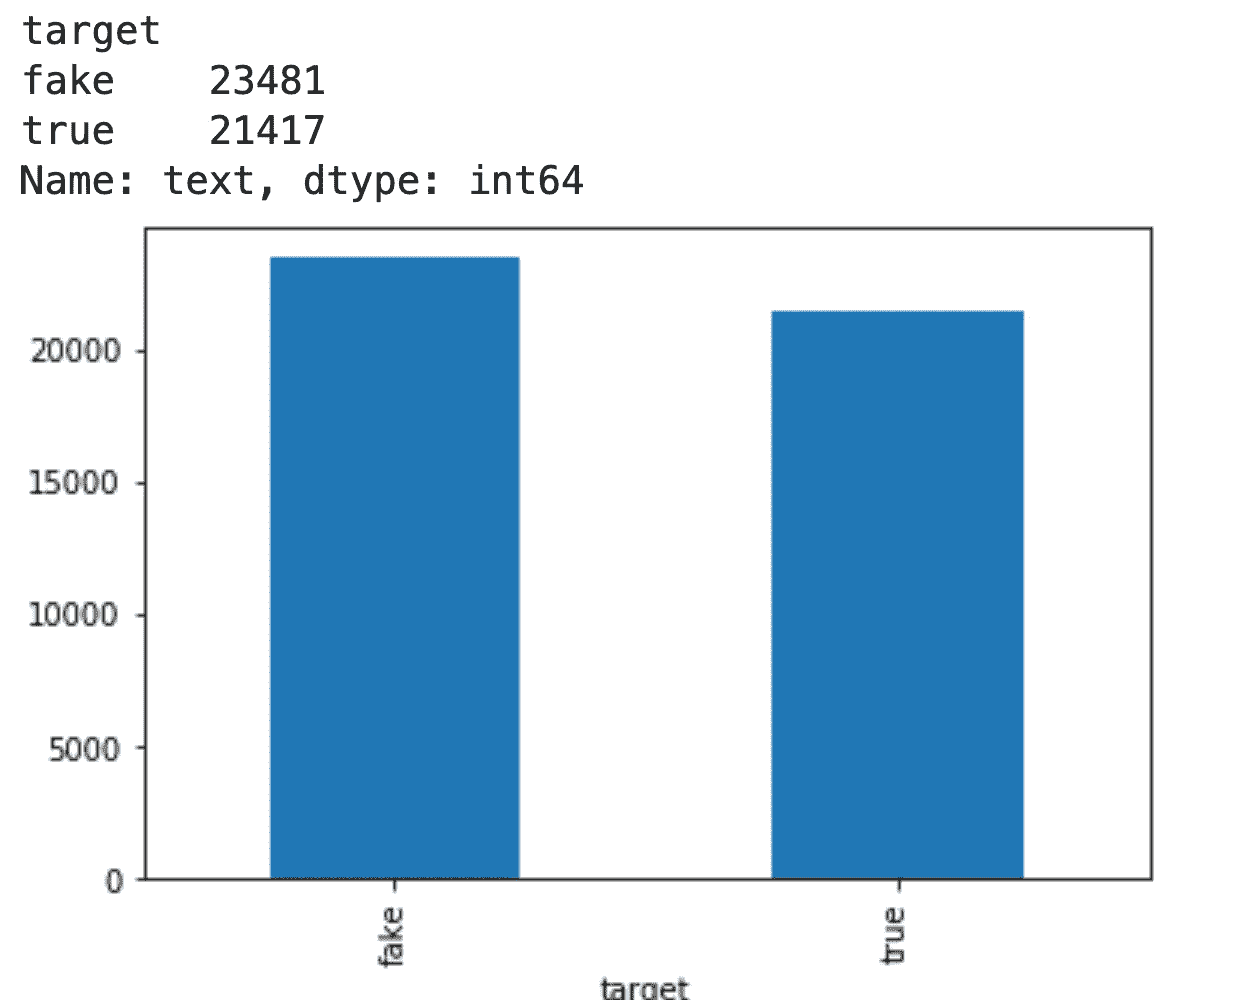 target
fake    23481
true    21417
Name: text, dtype: int64
20000
15000
10000
5000
0
fake
true
target